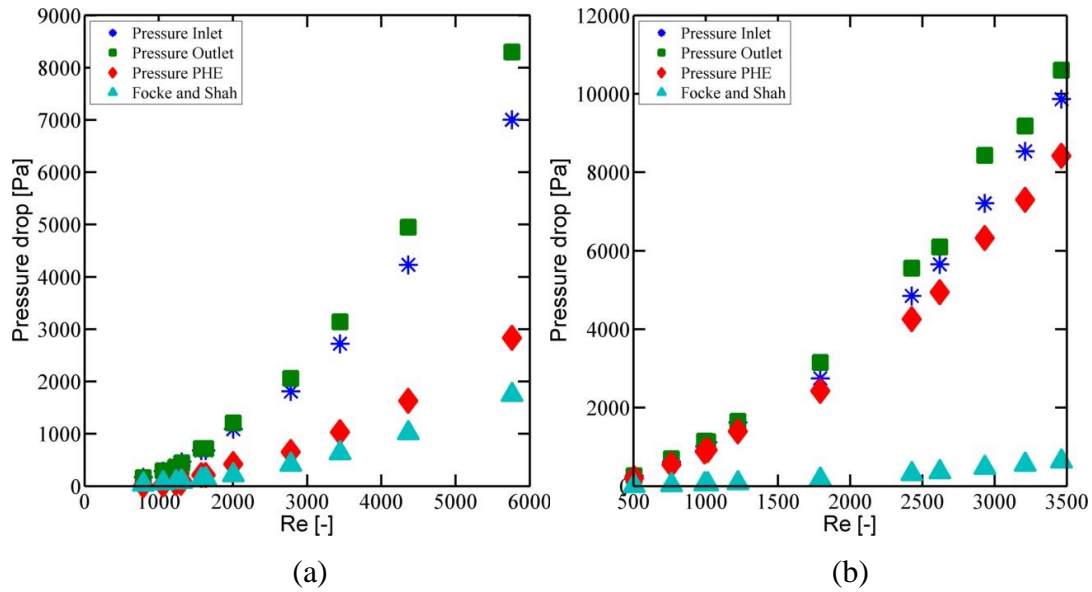 9000
8000
7000
6000
5000
4000
3000
2000
1000
0
Pressure drop [Pa]
Pressure Inlet
Pressure Outlet
Pressure PHE
Focke and Shah
0 1000 2000 3000 4000 5000 6000
Re [-]
(a)
12000
10000
8000
6000
4000
2000
0
Pressure drop [Pa]
Pressure Inlet
Pressure Outlet
Pressure PHE
Focke and Shah
500 1000 1500 2000 2500 3000 3500
Re [-]
(b)